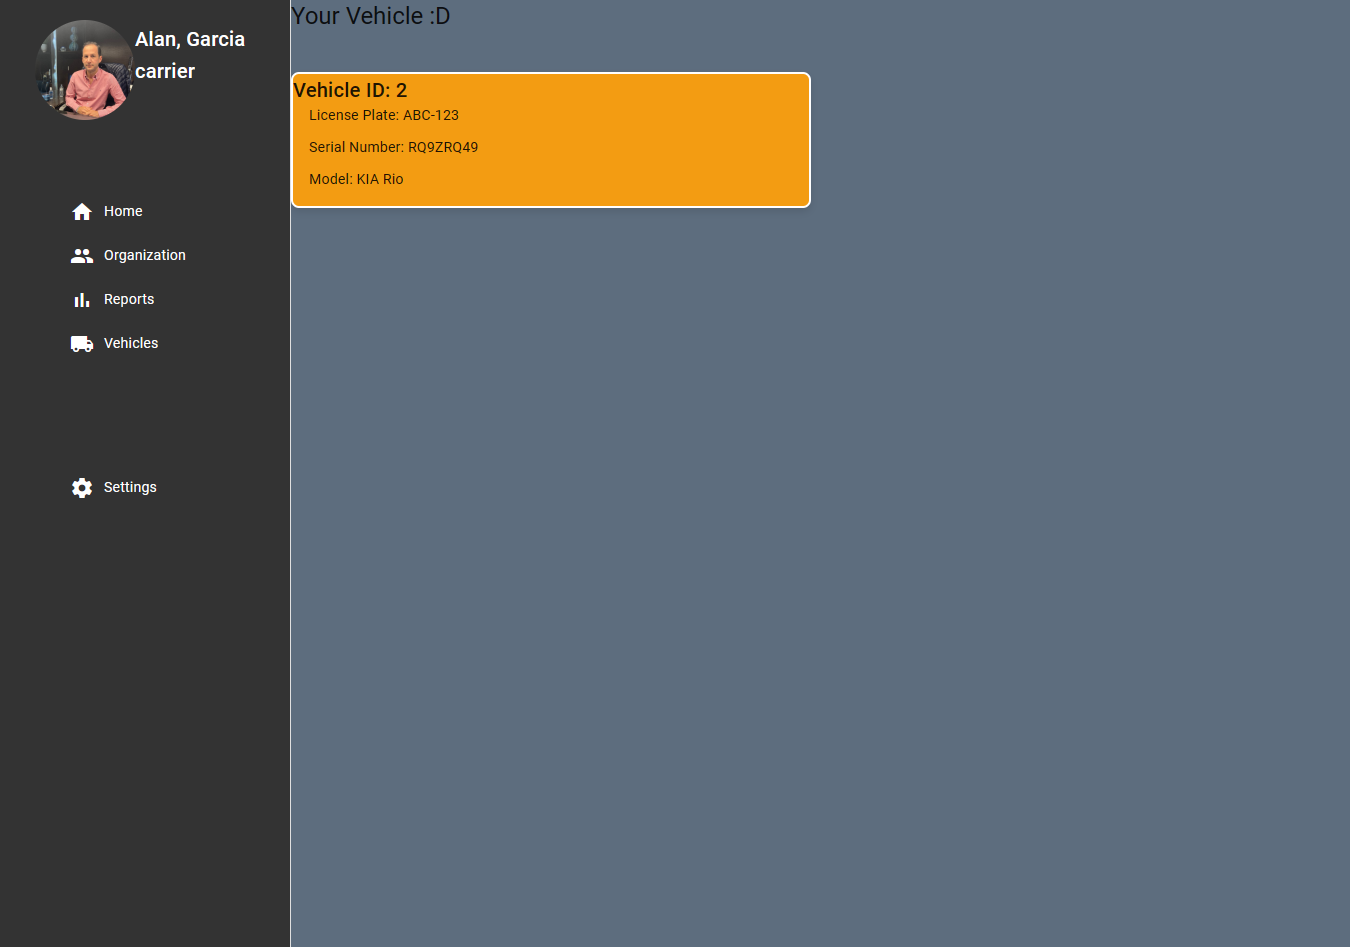 Alan, Garcia
carrier
Home
Organization
Reports
Vehicles
Settings
Your Vehicle :D
Vehicle ID: 2
License Plate: ABC-123
Serial Number: RQ9ZRQ49
Model: KIA Rio